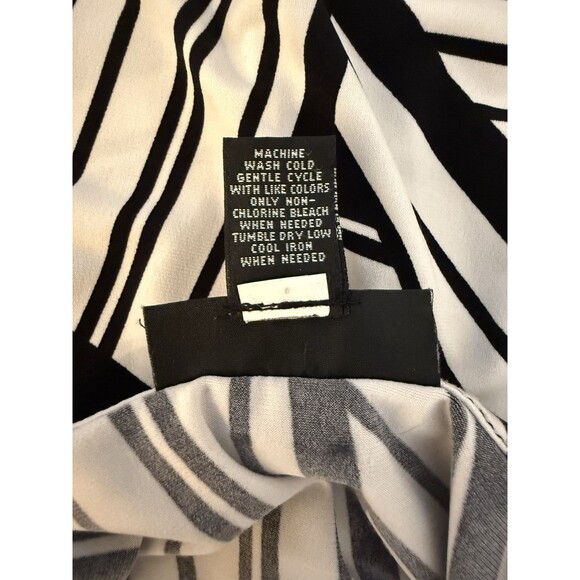 MACHINE
WASH COLD
GENTLE CYCLE
WITH LIKE COLORS
ONLY NON-
CHLORINE BLEACH
WHEN NEEDED
TUMBLE DRY LOW
COOL IRON
WHEN NEEDED